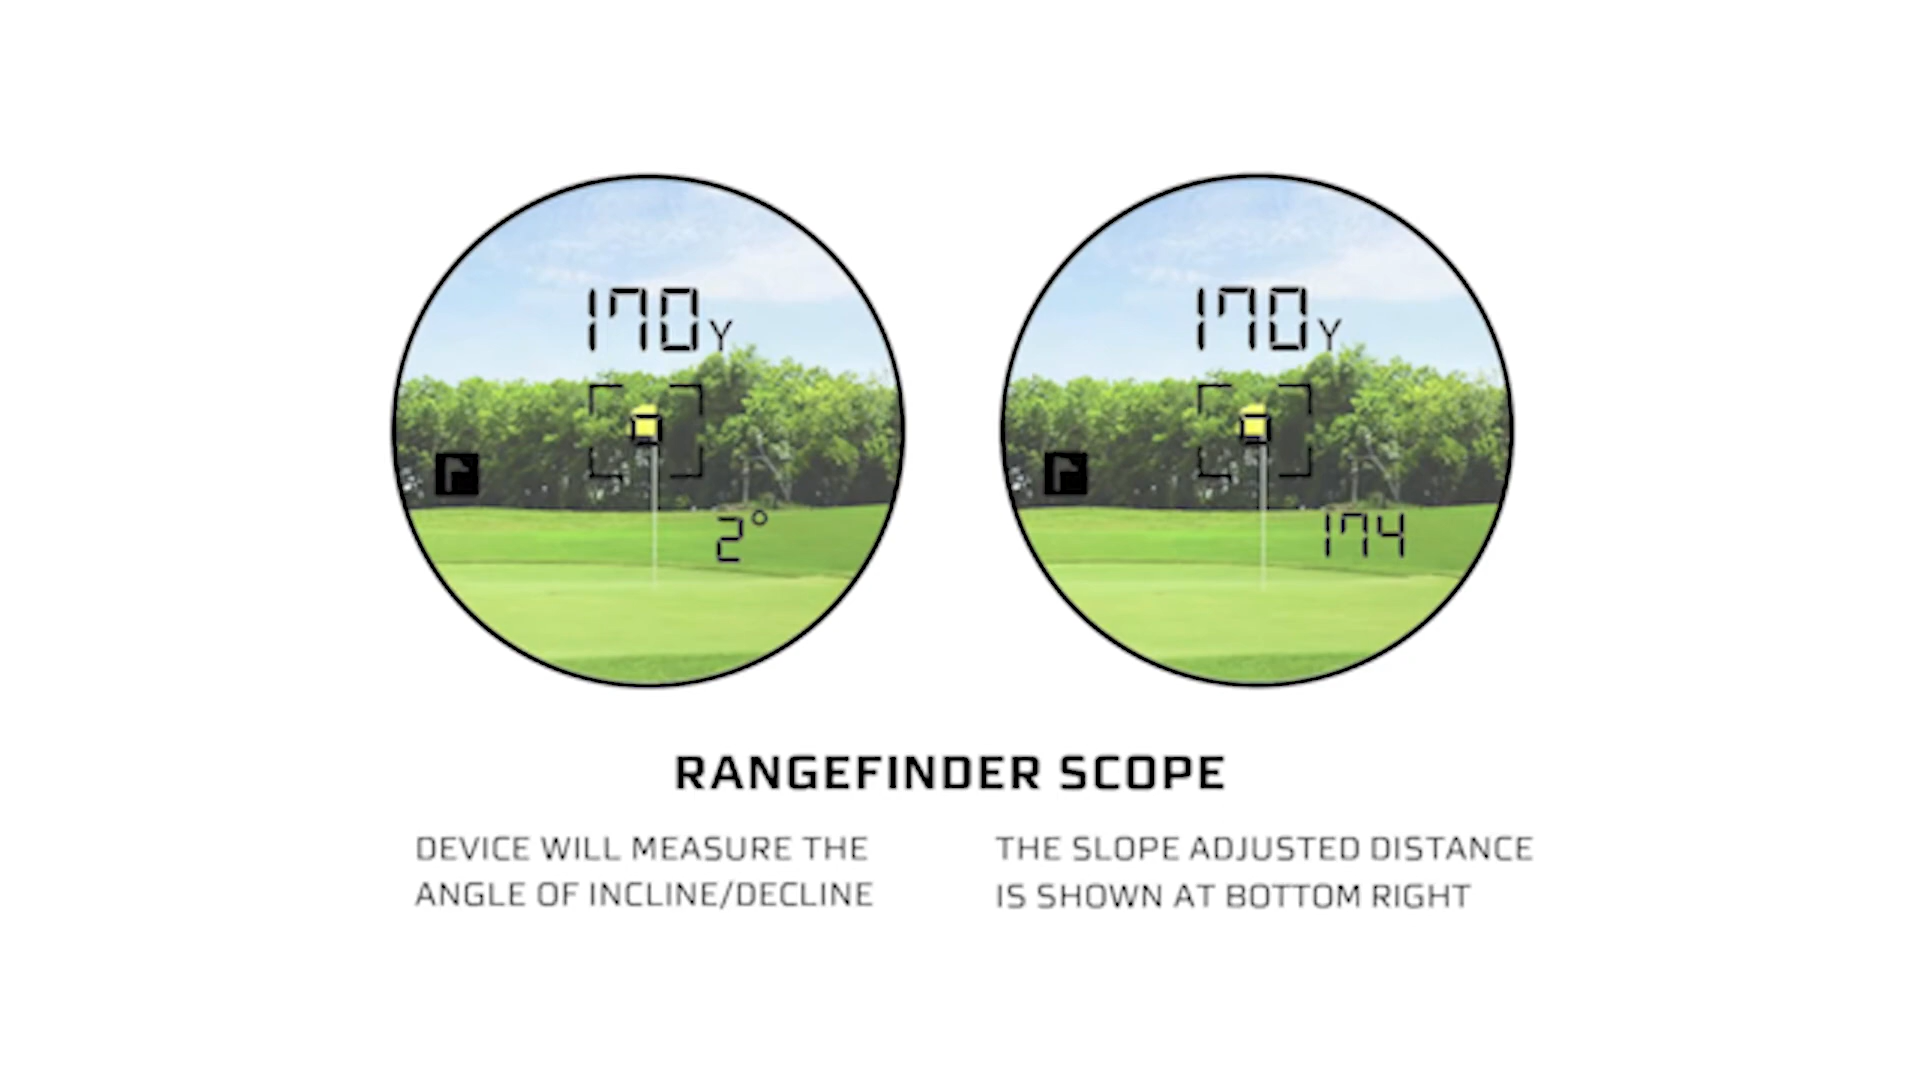 170Y
2°
170Y
174
RANGEFINDER SCOPE
DEVICE WILL MEASURE THE
ANGLE OF INCLINE/DECLINE
THE SLOPE ADJUSTED DISTANCE
IS SHOWN AT BOTTOM RIGHT